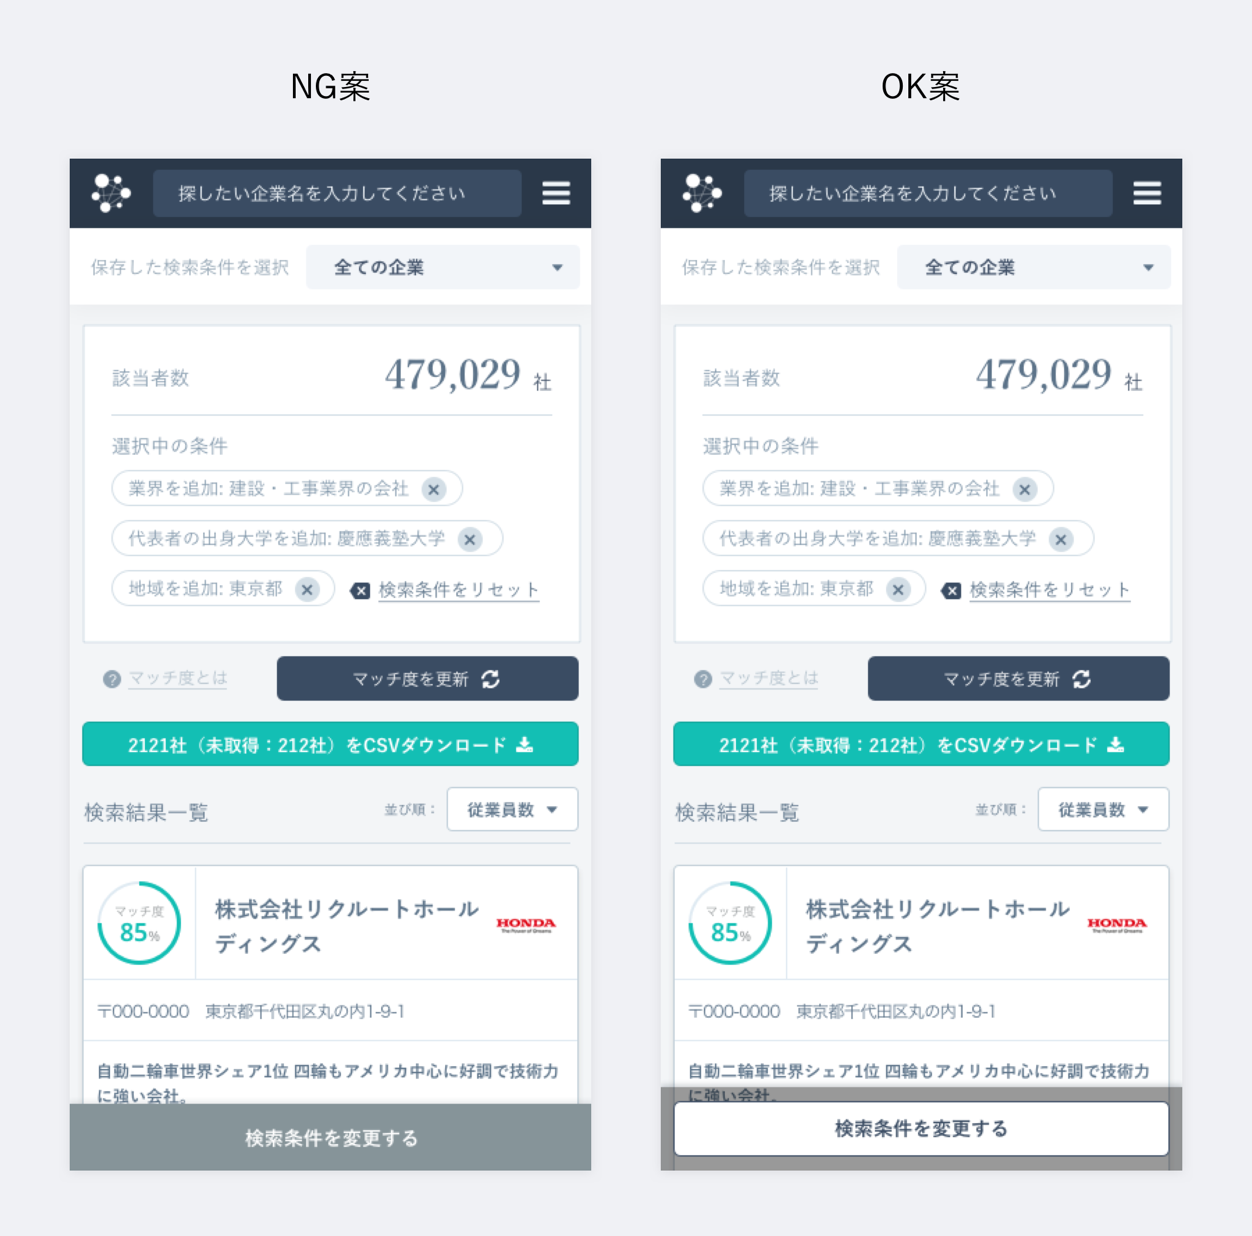 NG案
探したい企業名を入力してください
保存した検索条件を選択 全ての企業
該当者数 479,029 社
選択中の条件
業界を追加: 建設・工事業界の会社
代表者の出身大学を追加: 慶應義塾大学
地域を追加: 東京都 検索条件をリセット
? マッチ度とは マッチ度を更新
2121社（未取得：212社）をCSVダウンロード
検索結果一覧 並び順： 従業員数
マッチ度
85%
株式会社リクルートホール
ディングス
HONDA
The Power of Dreams
〒000-0000 東京都千代田区丸の内1-9-1
自動二輪車世界シェア1位 四輪もアメリカ中心に好調で技術力
に強い会社。
検索条件を変更する
OK案
探したい企業名を入力してください
保存した検索条件を選択 全ての企業
該当者数 479,029 社
選択中の条件
業界を追加: 建設・工事業界の会社
代表者の出身大学を追加: 慶應義塾大学
地域を追加: 東京都 検索条件をリセット
? マッチ度とは マッチ度を更新
2121社（未取得：212社）をCSVダウンロード
検索結果一覧 並び順： 従業員数
マッチ度
85%
株式会社リクルートホール
ディングス
HONDA
The Power of Dreams
〒000-0000 東京都千代田区丸の内1-9-1
自動二輪車世界シェア1位 四輪もアメリカ中心に好調で技術力
に強い会社。
検索条件を変更する